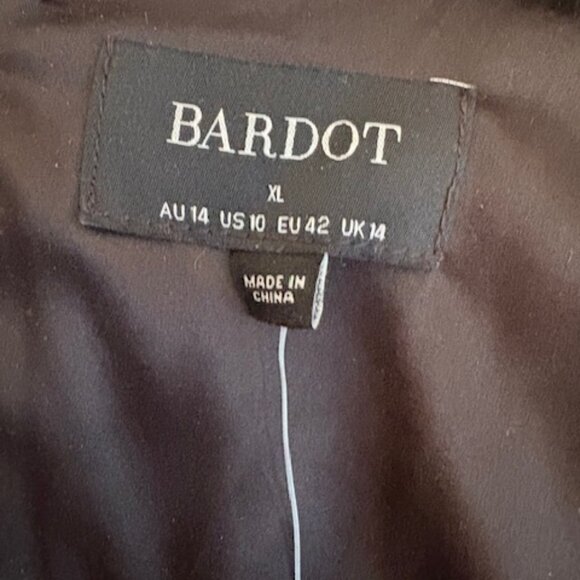 BARDOT
XL
AU 14 US 10 EU 42 UK 14
MADE IN
CHINA